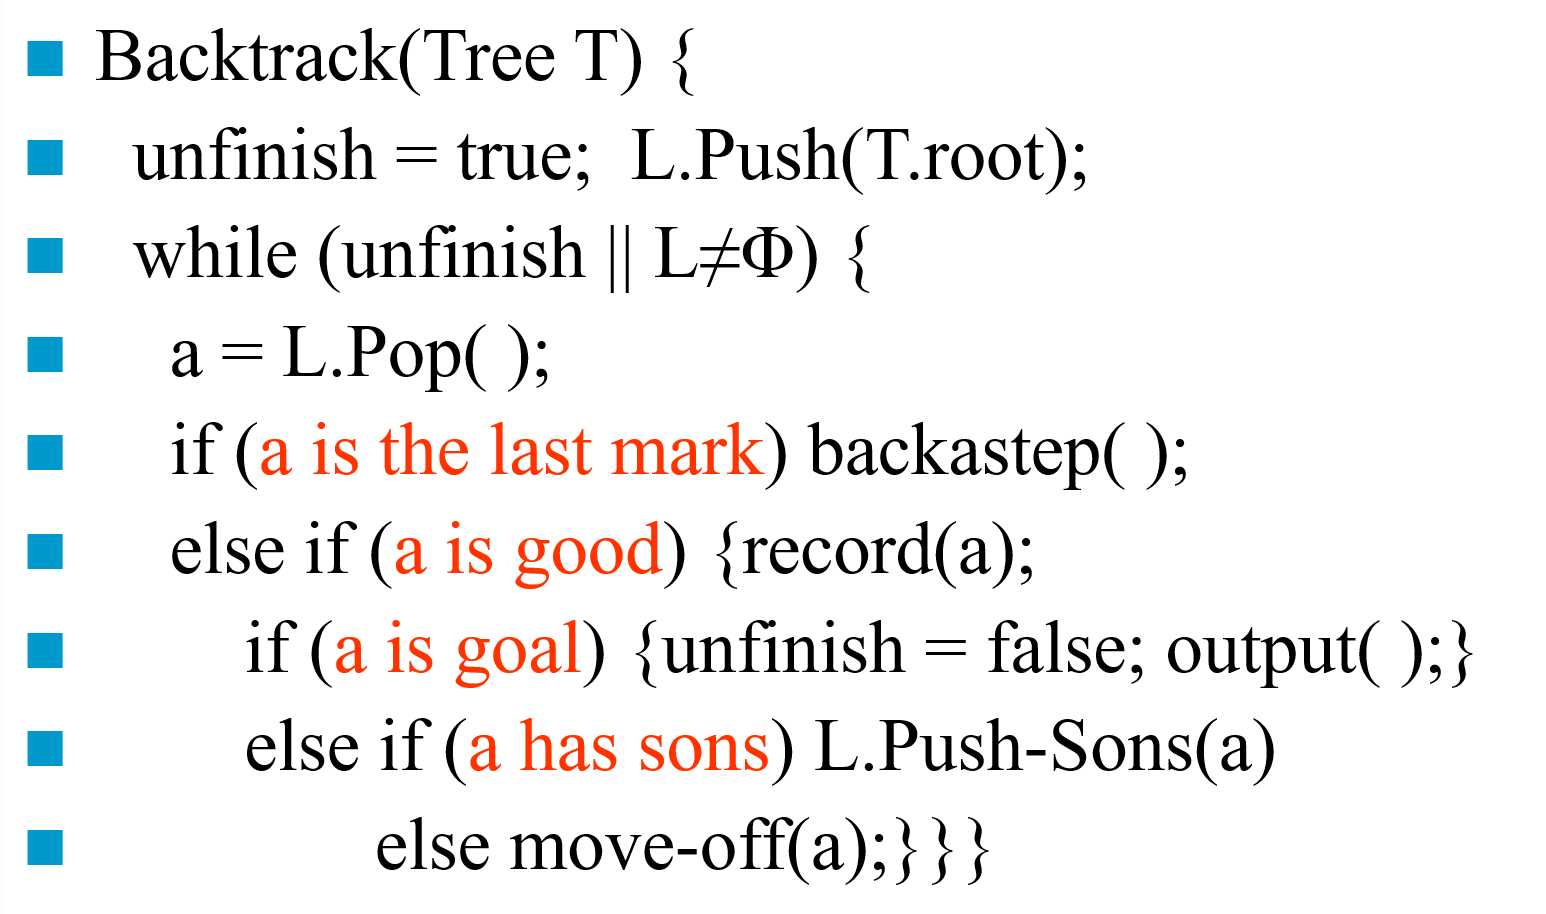 Backtrack(Tree T) {
unfinish = true; L.Push(T.root);
while (unfinish || L≠Φ) {
a = L.Pop( );
if (a is the last mark) backastep( );
else if (a is good) {record(a);
if (a is goal) {unfinish = false; output( );}
else if (a has sons) L.Push-Sons(a)
else move-off(a);}}}